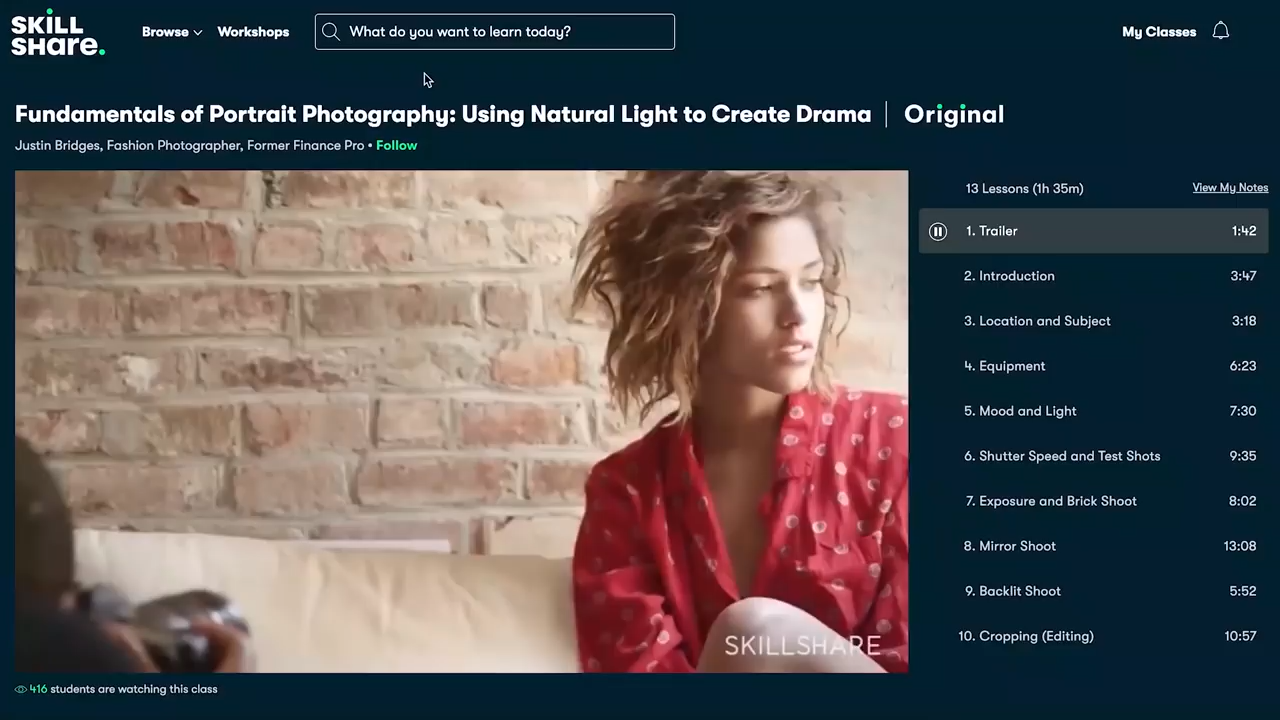 SKILL
SHARE.
Browse
Workshops
What do you want to learn today?
My Classes
Fundamentals of Portrait Photography: Using Natural Light to Create Drama | Original
Justin Bridges, Fashion Photographer, Former Finance Pro • Follow
13 Lessons (1h 35m)
View My Notes
1. Trailer 1:42
2. Introduction 3:47
3. Location and Subject 3:18
4. Equipment 6:23
5. Mood and Light 7:30
6. Shutter Speed and Test Shots 9:35
7. Exposure and Brick Shoot 8:02
8. Mirror Shoot 13:08
9. Backlit Shoot 5:52
10. Cropping (Editing) 10:57
SKILLSHARE
416 students are watching this class